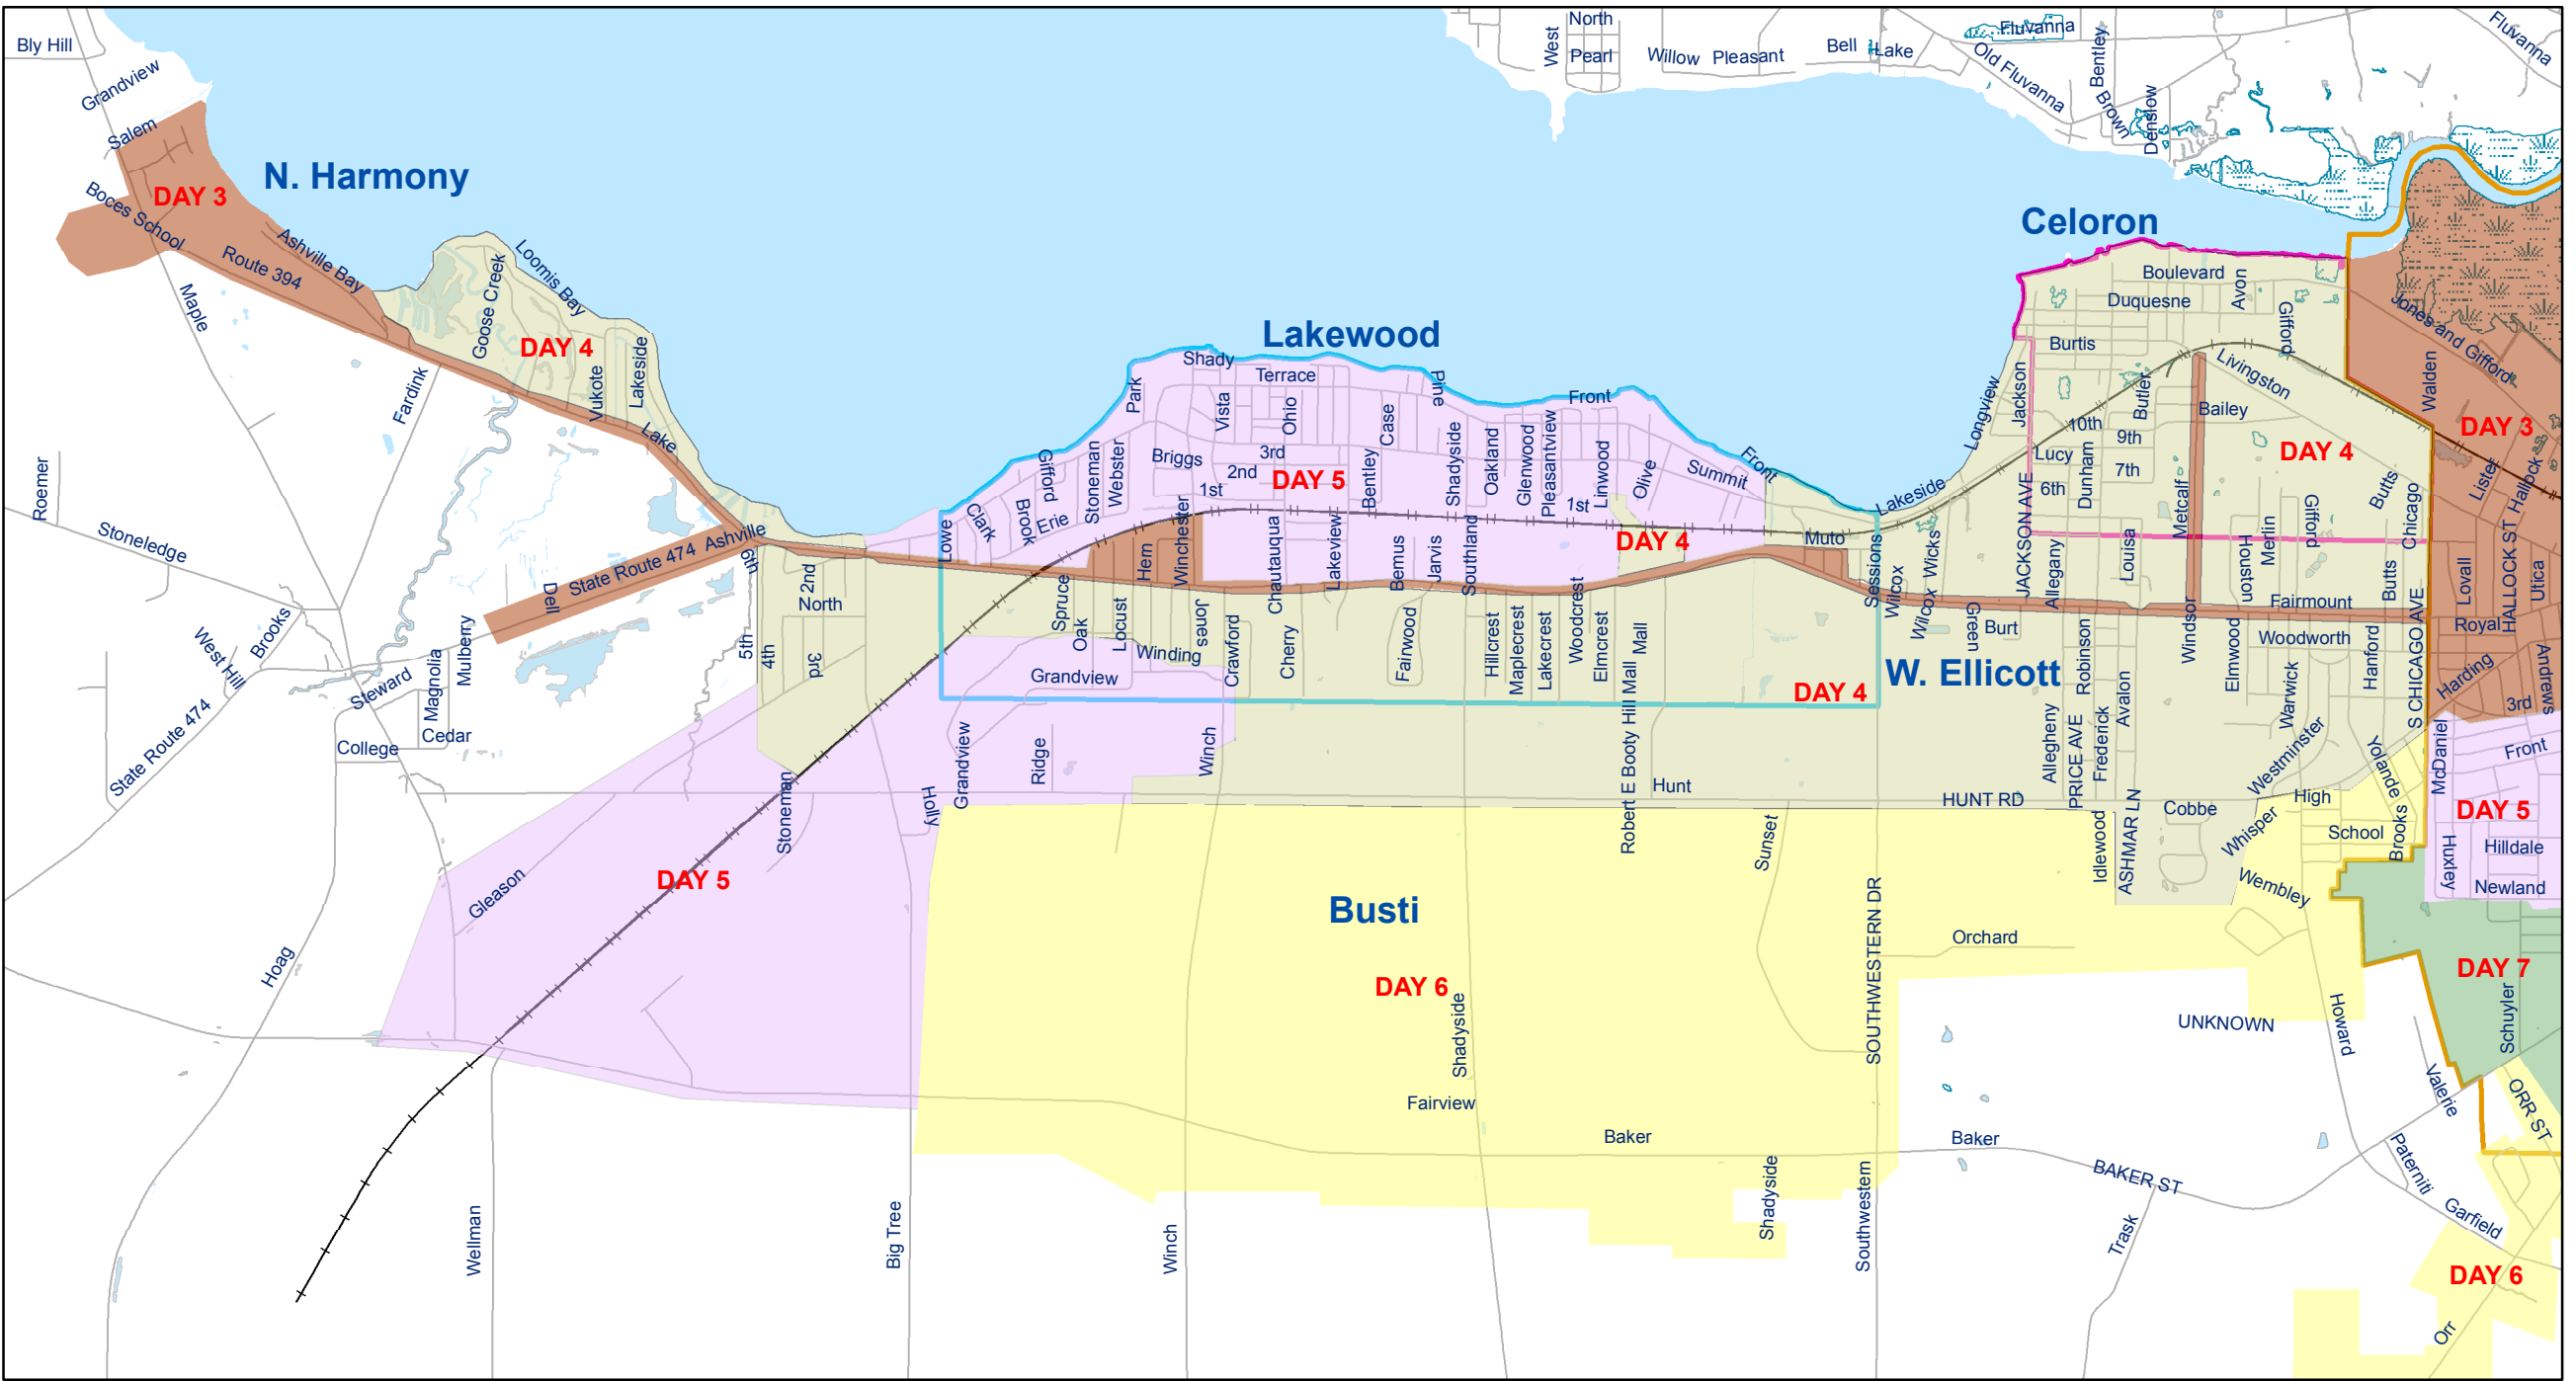 Bly Hill
Grandview
Salem
Boces School
DAY 3
N. Harmony
Route 394
Ashville Bay
Maple
Goose Creek
Loomis Bay
DAY 4
Vukote
Lakeside
Lake
Fardink
Roemer
Stoneledge
West Hill
Brooks
State Route 474
Steward
Magnolia
Mulberry
Cedar
College
Dell
State Route 474
Ashville
6th
5th
4th
2nd
North
3rd
Hoag
Gleason
DAY 5
Stoneman
Holly
Wellman
Big Tree
West
North
Pearl
Willow
Pleasant
Bell
Lake
Fluvanna
Old Fluvanna
Bentley
Brown
Denslow
Fluvanna
Lakewood
Shady
Terrace
Park
Vista
Ohio
Pine
Case
Front
Gifford
Stoneman
Webster
Briggs
3rd
2nd
1st
DAY 5
Bentley
Shadyside
Oakland
Glenwood
Pleasantview
Linwood
Olive
Summit
Front
1st
Lowe
Clark
Brook
Erie
Hern
Winchester
Chautauqua
Lakeview
Bemus
Jarvis
Southland
DAY 4
Muto
Sessions
Lakeside
Longview
Spruce
Oak
Locust
Winding
Jones
Crawford
Cherry
Fairwood
Hillcrest
Maplecrest
Lakecrest
Woodcrest
Elmcrest
Mall
Grandview
Grandview
Ridge
Winch
Robert E Booty Hill Mall
Hunt
DAY 4
Sunset
HUNT RD
Busti
DAY 6
Shadyside
Fairview
Baker
Shadyside
Winch
SOUTHWESTERN DR
Southwestern
Orchard
Baker
BAKER ST
Trask
UNKNOWN
Celoron
Boulevard
Duquesne
Avon
Gifford
Burtis
Jackson
Butler
Livingston
Bailey
10th
9th
Lucy
7th
6th
Dunham
DAY 4
Metcalf
Merlin
Gifford
Butts
Chicago
JACKSON AVE
Allegany
Louisa
Houston
Butts
Wilcox
Wicks
Wilcox
Green
Burt
Windsor
Fairmount
Woodworth
W. Ellicott
Robinson
Avalon
Elmwood
Warwick
Hanford
S CHICAGO AVE
Allegheny
PRICE AVE
Frederick
Westminster
Yolande
Idlewood
ASHMAR LN
Cobbe
Whisper
High
School
Brooks
Wembley
Howard
Valerie
Paterniti
Garfield
Jones and Gifford
Walden
DAY 3
Lister
Hallock
Lovall
HALLOCK ST
Utica
Royal
Harding
Andrews
3rd
McDaniel
Front
DAY 5
Huxley
Hilldale
Newland
DAY 7
Schuyler
ORR ST
DAY 6
Orr